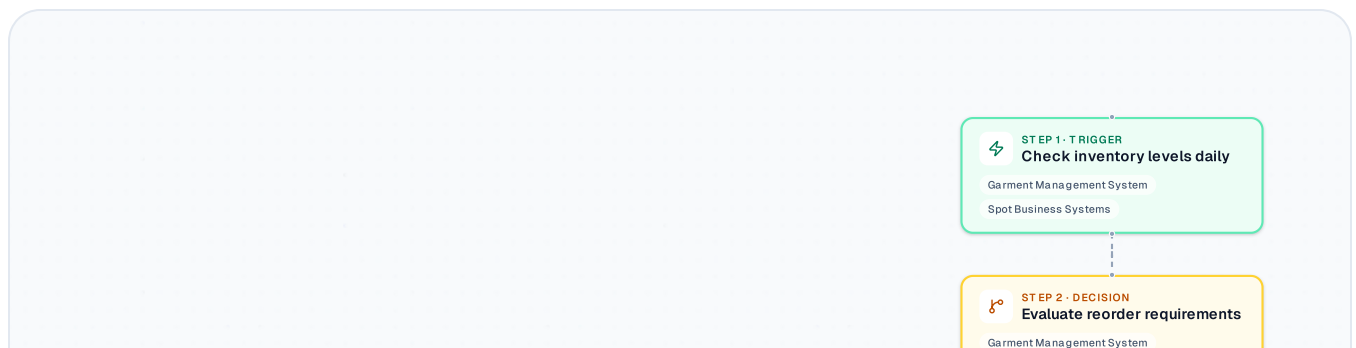 STEP 1 · TRIGGER
Check inventory levels daily
Garment Management System
Spot Business Systems
STEP 2 · DECISION
Evaluate reorder requirements
Garment Management System